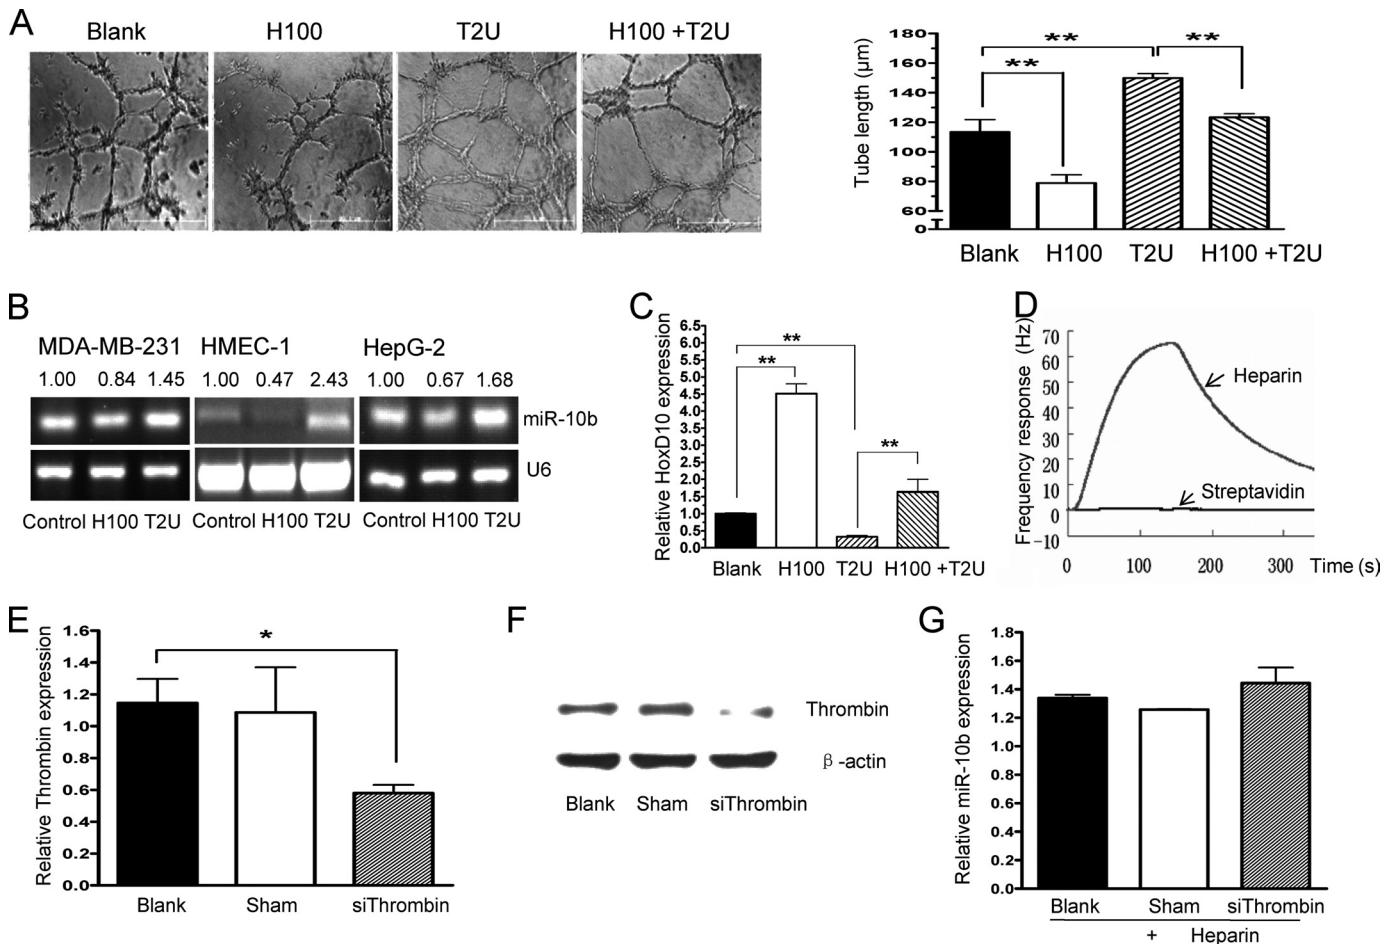 A
Blank H100 T2U H100 +T2U
Tube length (μm)
180
160
140
120
100
80
60
0
** ** **
Blank H100 T2U H100 +T2U
B
MDA-MB-231 HMEC-1 HepG-2
1.00 0.84 1.45 1.00 0.47 2.43 1.00 0.67 1.68
miR-10b
U6
Control H100 T2U Control H100 T2U Control H100 T2U
C
Relative HoxD10 expression
6.5
6.0
5.5
5.0
4.5
4.0
3.5
3.0
2.5
2.0
1.5
1.0
0.5
0.0
**
**
**
Blank H100 T2U H100 +T2U
D
Frequency response (Hz)
70
60
50
40
30
20
10
0
-10
Heparin
Streptavidin
0 100 200 300 Time (s)
E
Relative Thrombin expression
1.6
1.4
1.2
1.0
0.8
0.6
0.4
0.2
0.0
*
Blank Sham siThrombin
F
Thrombin
β-actin
Blank Sham siThrombin
G
Relative miR-10b expression
1.8
1.6
1.4
1.2
1.0
0.8
0.6
0.4
0.2
0.0
Blank Sham siThrombin
+ Heparin